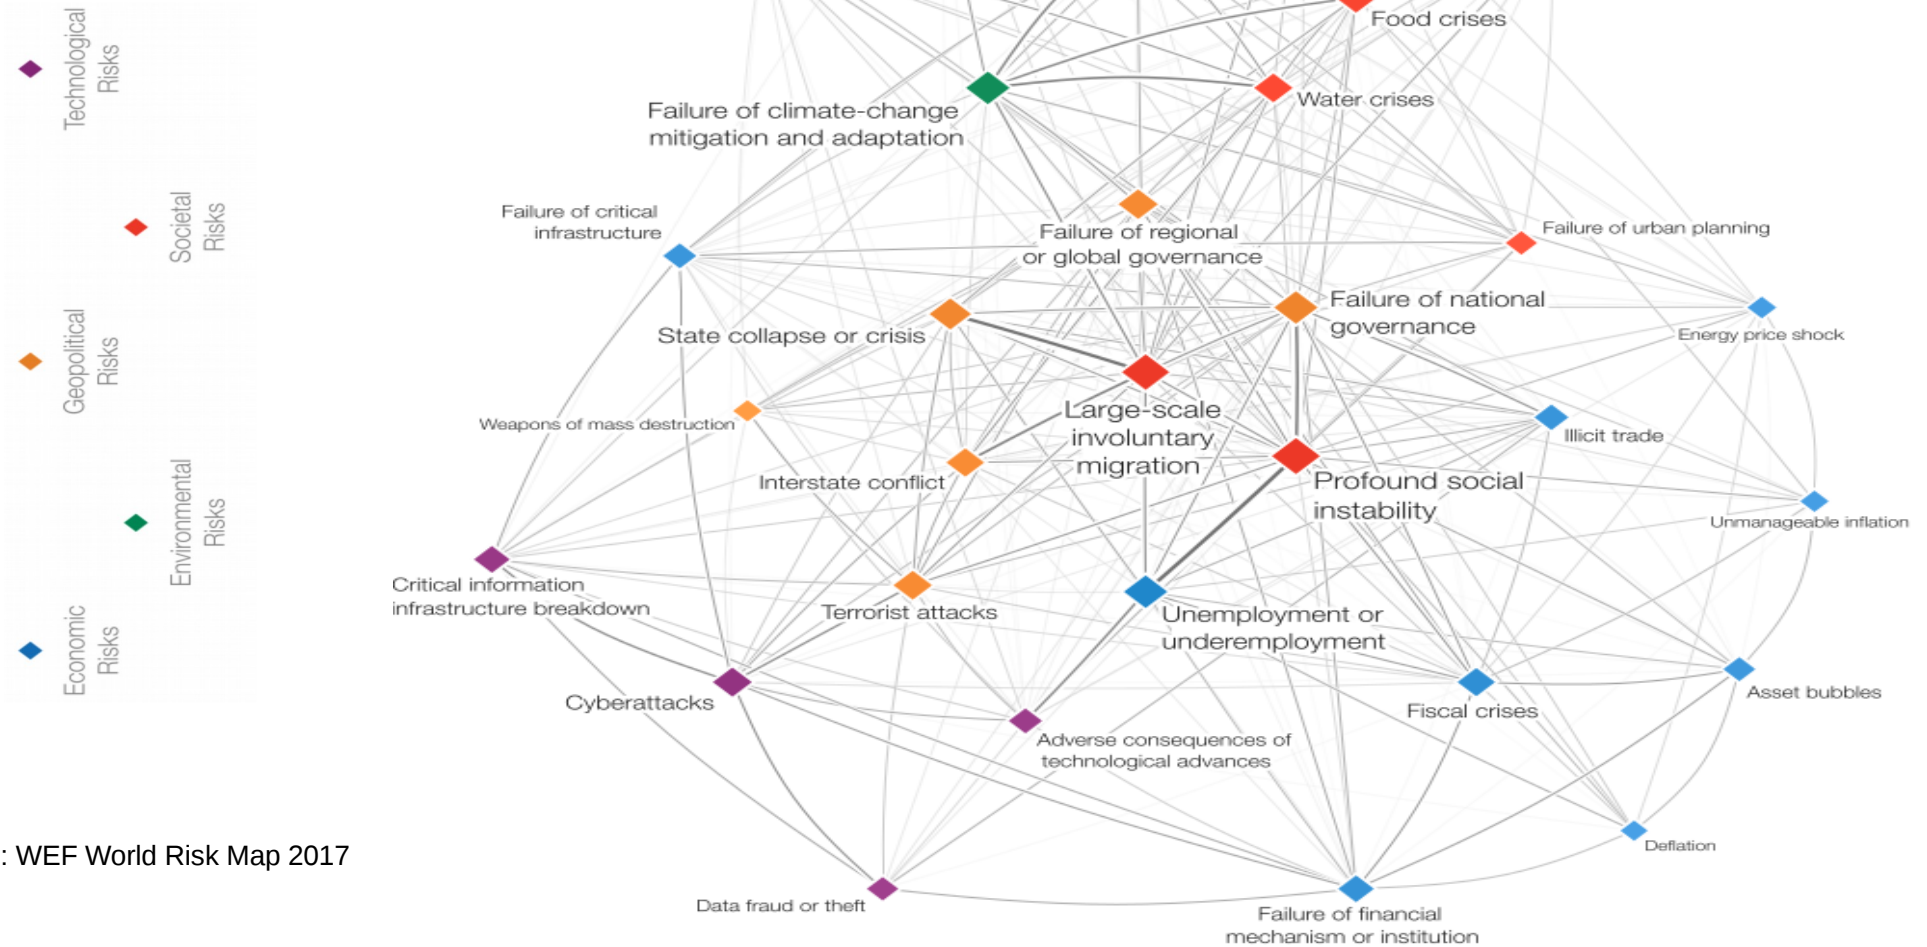 Technological
Risks
Societal
Risks
Geopolitical
Risks
Environmental
Risks
Economic
Risks
: WEF World Risk Map 2017
Food crises
Water crises
Failure of climate-change
mitigation and adaptation
Failure of critical
infrastructure
Failure of regional
or global governance
Failure of urban planning
State collapse or crisis
Failure of national
governance
Energy price shock
Weapons of mass destruction
Large-scale
involuntary
migration
Illicit trade
Interstate conflict
Profound social
instability
Unmanageable inflation
Critical information
infrastructure breakdown
Terrorist attacks
Unemployment or
underemployment
Cyberattacks
Adverse consequences of
technological advances
Fiscal crises
Asset bubbles
Deflation
Data fraud or theft
Failure of financial
mechanism or institution